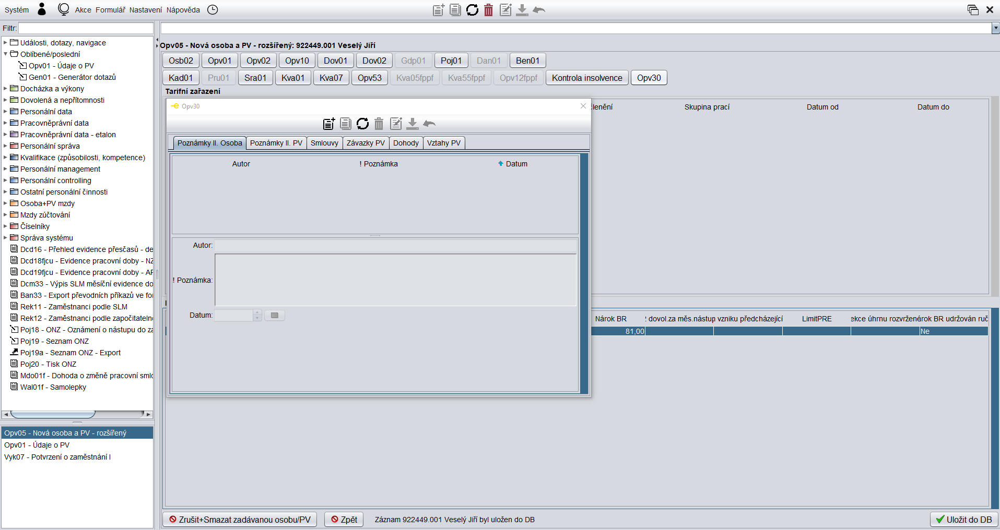 Systém Akce Formulář Nastavení Nápověda
Filtr:
Události, dotazy, navigace
Oblíbené/poslední
Opv01 - Údaje o PV
Gen01 - Generátor dotazů
Docházka a výkony
Dovolená a nepřítomnosti
Personální data
Pracovněprávní data
Pracovněprávní data - etalon
Personální správa
Kvalifikace (způsobilosti, kompetence)
Personální management
Personální controlling
Ostatní personální činnosti
Osoba+PV mzdy
Mzdy zúčtování
Číselníky
Správa systému
Dcd16 - Přehled evidence přesčasů - de
Dcd18fjcu - Evidence pracovní doby - NZ
Dcd19fjcu - Evidence pracovní doby - AF
Dcm33 - Výpis SLM měsíční evidence do
Ban33 - Export převodních příkazů ve for
Rek11 - Zaměstnanci podle SLM
Rek12 - Zaměstnanci podle započitateln
Poj18 - ONZ - Oznámení o nástupu do za
Poj19 - Seznam ONZ
Poj19a - Seznam ONZ - Export
Poj20 - Tisk ONZ
Mdo01f - Dohoda o změně pracovní smlo
Wal01f - Samolepky
Opv05 - Nová osoba a PV - rozšířený
Opv01 - Údaje o PV
Vyk07 - Potvrzení o zaměstnání I
Opv05 - Nová osoba a PV - rozšířený: 922449.001 Veselý Jiří
Osb02 Opv01 Opv02 Opv10 Dov01 Dov02 Gdp01 Poj01 Dan01 Ben01
Kad01 Pru01 Sra01 Kva01 Kva07 Opv53 Kva05fppf Kva55fppf Opv12fppf Kontrola insolvence Opv30
Tarifní zařazení
členění Skupina prací Datum od Datum do
Opv30
Poznámky II. Osoba Poznámky II. PV Smlouvy Závazky PV Dohody Vztahy PV
Autor ! Poznámka Datum
Autor:
! Poznámka:
Datum:
Nárok BR dovol.za měs.nástup vzniku předcházející LimitPRE ekce úhrnu rozvržen árok BR udržován ruč
81,00 Ne
Zrušit+Smazat zadávanou osobu/PV Zpět Záznam 922449.001 Veselý Jiří byl uložen do DB Uložit do DB